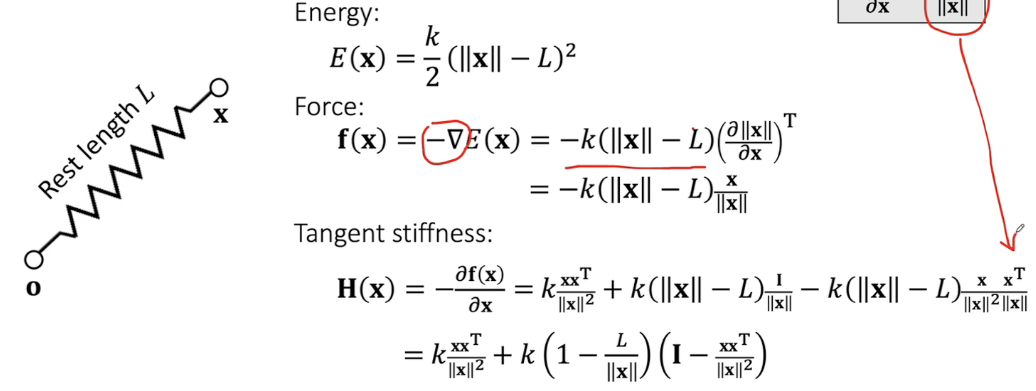 Energy:
E(x) = k/2 (‖x‖ − L)²
Force:
f(x) = −∇E(x) = −k(‖x‖ − L)(∂‖x‖/∂x)ᵀ
= −k(‖x‖ − L) x/‖x‖
Tangent stiffness:
H(x) = −∂f(x)/∂x = k xxᵀ/‖x‖² + k(‖x‖ − L) I/‖x‖ − k(‖x‖ − L) x/‖x‖² xᵀ/‖x‖
= k xxᵀ/‖x‖² + k (1 − L/‖x‖) (I − xxᵀ/‖x‖²)
Rest length L
x
o
∂x ‖x‖